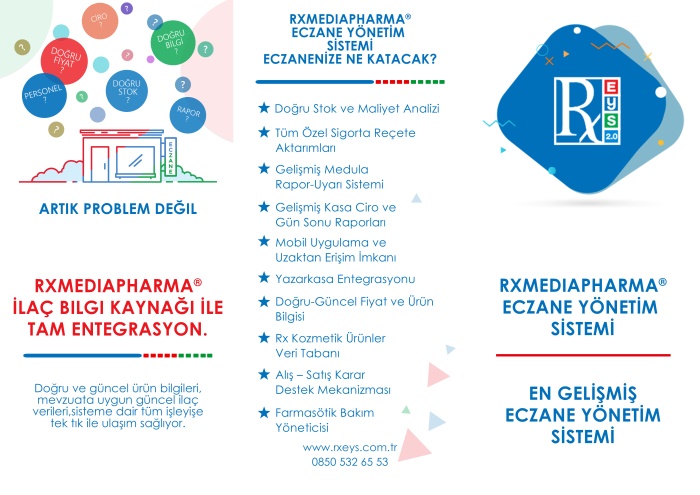 CİRO
?
DOĞRU
BİLGİ
?
?
?
DOĞRU
FİYAT
?
DOĞRU
STOK
?
PERSONEL
?
?
?
RAPOR
?
?
ECZANE
ARTIK PROBLEM DEĞIL
RXMEDIAPHARMA®
İLAÇ BILGI KAYNAĞI İLE
TAM ENTEGRASYON.
Doğru ve güncel ürün bilgileri,
mevzuata uygun güncel ilaç
verileri,sisteme dair tüm işleyişe
tek tık ile ulaşım sağlıyor.
RXMEDIAPHARMA®
ECZANE YÖNETİM
SİSTEMİ
ECZANENİZE NE KATACAK?
Doğru Stok ve Maliyet Analizi
Tüm Özel Sigorta Reçete
Aktarımları
Gelişmiş Medula
Rapor-Uyarı Sistemi
Gelişmiş Kasa Ciro ve
Gün Sonu Raporları
Mobil Uygulama ve
Uzaktan Erişim İmkanı
Yazarkasa Entegrasyonu
Doğru-Güncel Fiyat ve Ürün
Bilgisi
Rx Kozmetik Ürünler
Veri Tabanı
Alış – Satış Karar
Destek Mekanizması
Farmasötik Bakım
Yöneticisi
www.rxeys.com.tr
0850 532 65 53
Rx
EYS
2.0
RXMEDIAPHARMA®
ECZANE YÖNETİM
SİSTEMİ
EN GELİŞMİŞ
ECZANE YÖNETİM
SİSTEMİ